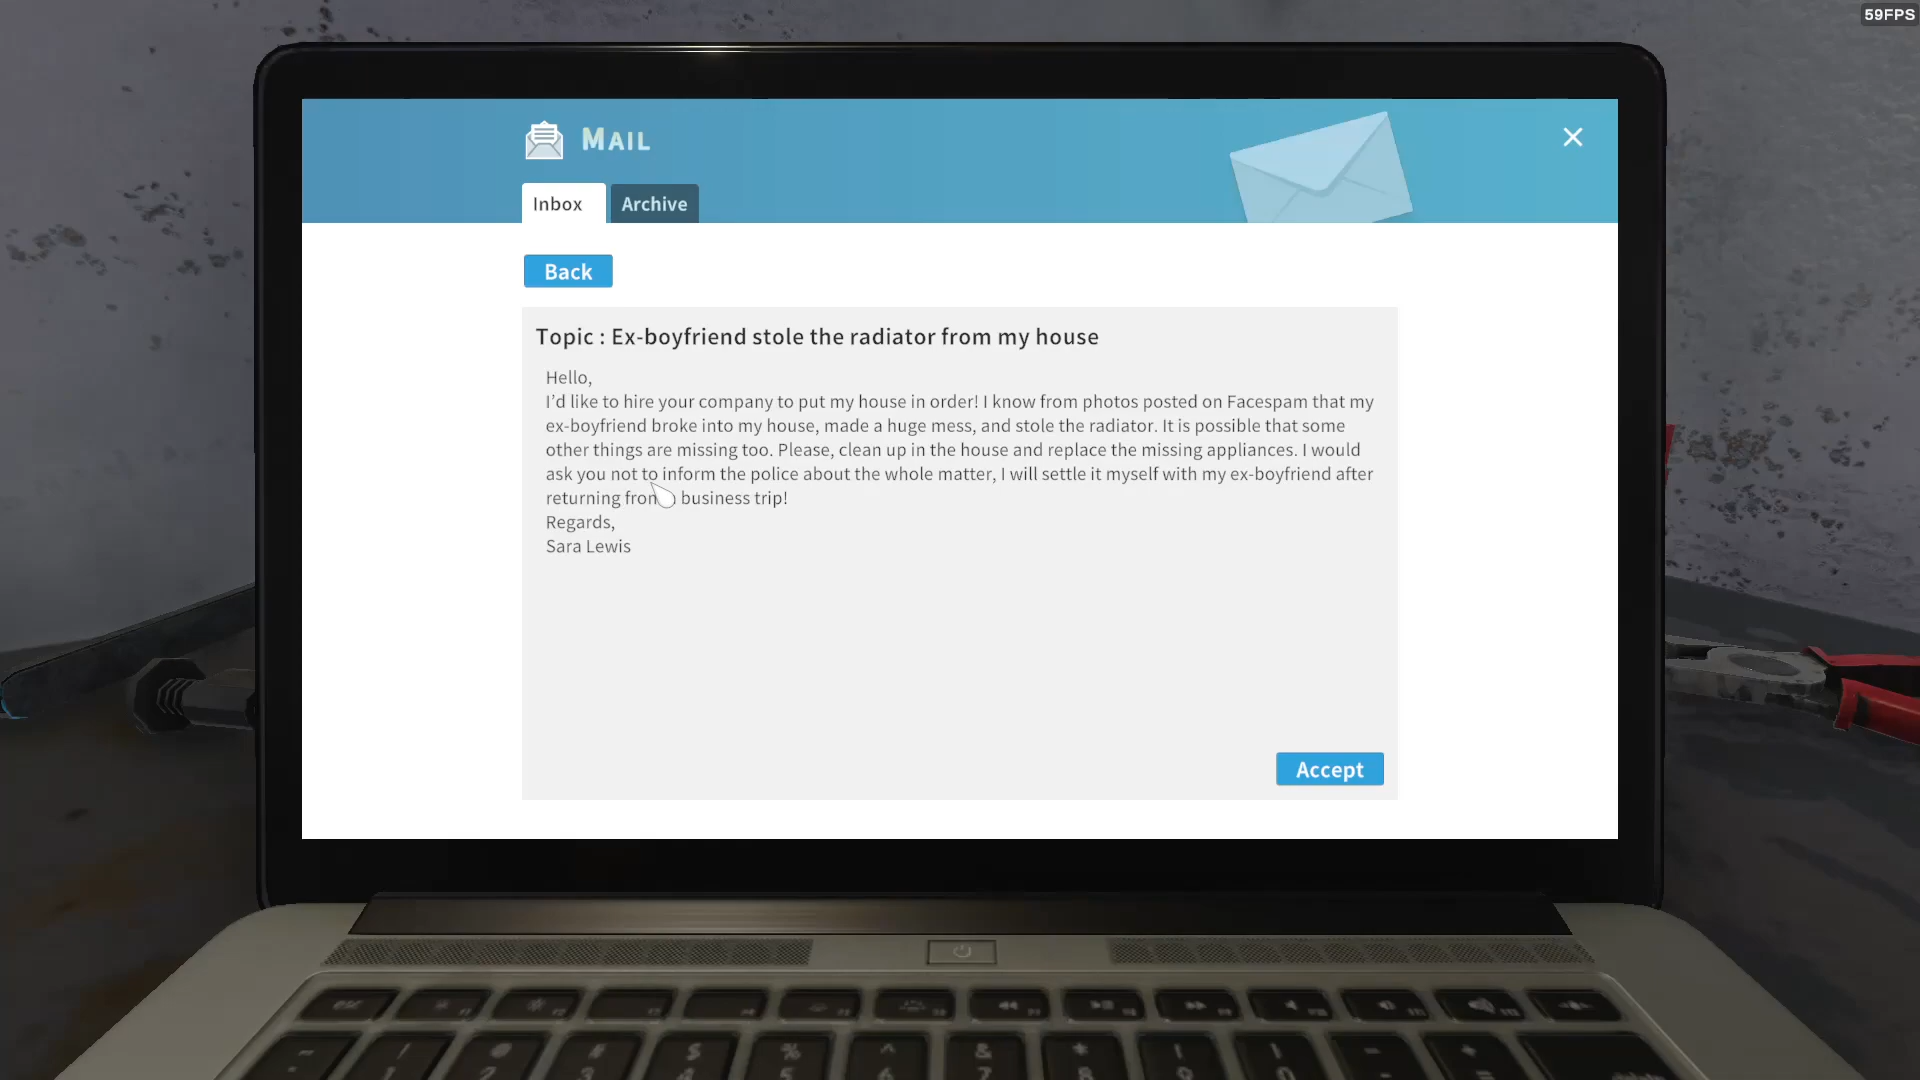 59FPS
MAIL
Inbox
Archive
Back
Topic : Ex-boyfriend stole the radiator from my house
Hello,
I'd like to hire your company to put my house in order! I know from photos posted on Facespam that my
ex-boyfriend broke into my house, made a huge mess, and stole the radiator. It is possible that some
other things are missing too. Please, clean up in the house and replace the missing appliances. I would
ask you not to inform the police about the whole matter, I will settle it myself with my ex-boyfriend after
returning from business trip!
Regards,
Sara Lewis
Accept
esc